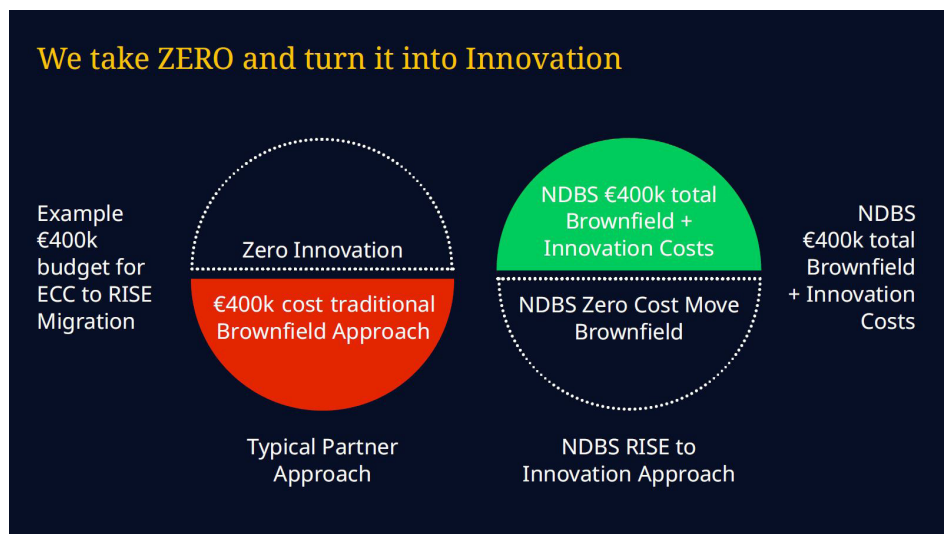 We take ZERO and turn it into Innovation
Example
€400k
budget for
ECC to RISE
Migration
Zero Innovation
€400k cost traditional
Brownfield Approach
Typical Partner
Approach
NDBS €400k total
Brownfield +
Innovation Costs
NDBS Zero Cost Move
Brownfield
NDBS RISE to
Innovation Approach
NDBS
€400k total
Brownfield
+ Innovation
Costs